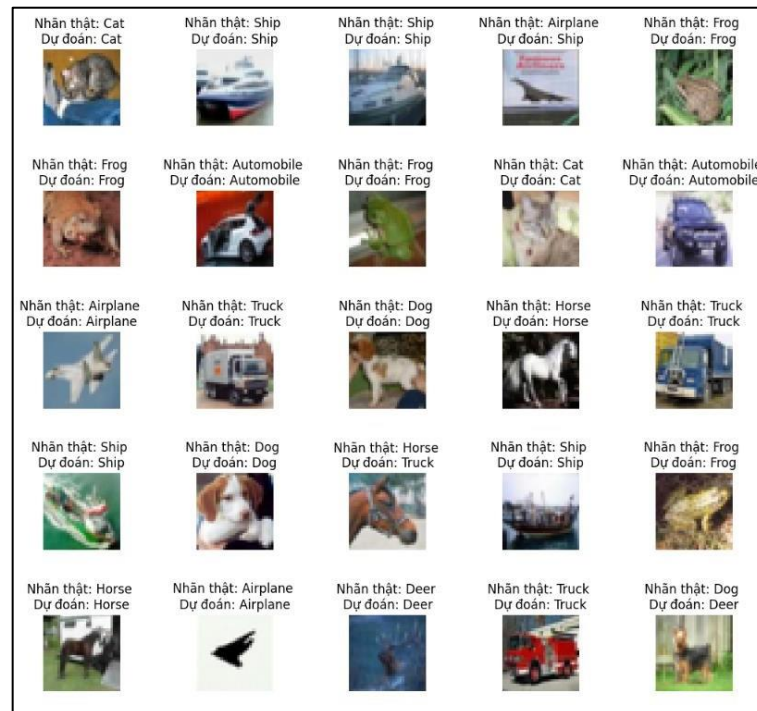 Nhãn thật: Cat
Dự đoán: Cat
Nhãn thật: Ship
Dự đoán: Ship
Nhãn thật: Ship
Dự đoán: Ship
Nhãn thật: Airplane
Dự đoán: Ship
Nhãn thật: Frog
Dự đoán: Frog
Nhãn thật: Frog
Dự đoán: Frog
Nhãn thật: Automobile
Dự đoán: Automobile
Nhãn thật: Frog
Dự đoán: Frog
Nhãn thật: Cat
Dự đoán: Cat
Nhãn thật: Automobile
Dự đoán: Automobile
Nhãn thật: Airplane
Dự đoán: Airplane
Nhãn thật: Truck
Dự đoán: Truck
Nhãn thật: Dog
Dự đoán: Dog
Nhãn thật: Horse
Dự đoán: Horse
Nhãn thật: Truck
Dự đoán: Truck
Nhãn thật: Ship
Dự đoán: Ship
Nhãn thật: Dog
Dự đoán: Dog
Nhãn thật: Horse
Dự đoán: Truck
Nhãn thật: Ship
Dự đoán: Ship
Nhãn thật: Frog
Dự đoán: Frog
Nhãn thật: Horse
Dự đoán: Horse
Nhãn thật: Airplane
Dự đoán: Airplane
Nhãn thật: Deer
Dự đoán: Deer
Nhãn thật: Truck
Dự đoán: Truck
Nhãn thật: Dog
Dự đoán: Deer